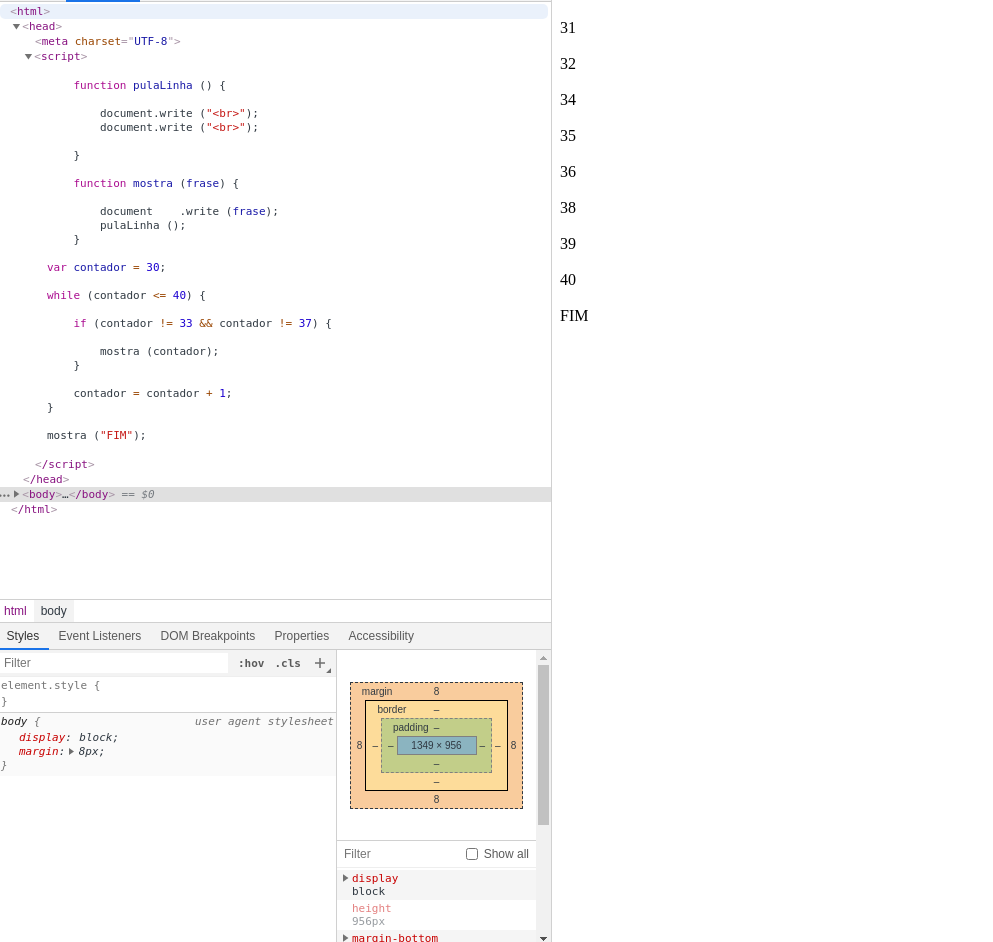 <html>
<head>
<meta charset="UTF-8">
<script>
function pulaLinha () {
document.write ("<br>");
document.write ("<br>");
}
function mostra (frase) {
document    .write (frase);
pulaLinha ();
}
var contador = 30;
while (contador <= 40) {
if (contador != 33 && contador != 37) {
mostra (contador);
}
contador = contador + 1;
}
mostra ("FIM");
</script>
</head>
<body>…</body> == $0
</html>
html body
Styles Event Listeners DOM Breakpoints Properties Accessibility
Filter :hov .cls +
element.style {
}
body { user agent stylesheet
display: block;
margin: 8px;
}
margin 8
border –
padding –
8 – – 1349 × 956 – – 8
–
–
8
Filter Show all
display
block
height
956px
margin-bottom
31
32
34
35
36
38
39
40
FIM